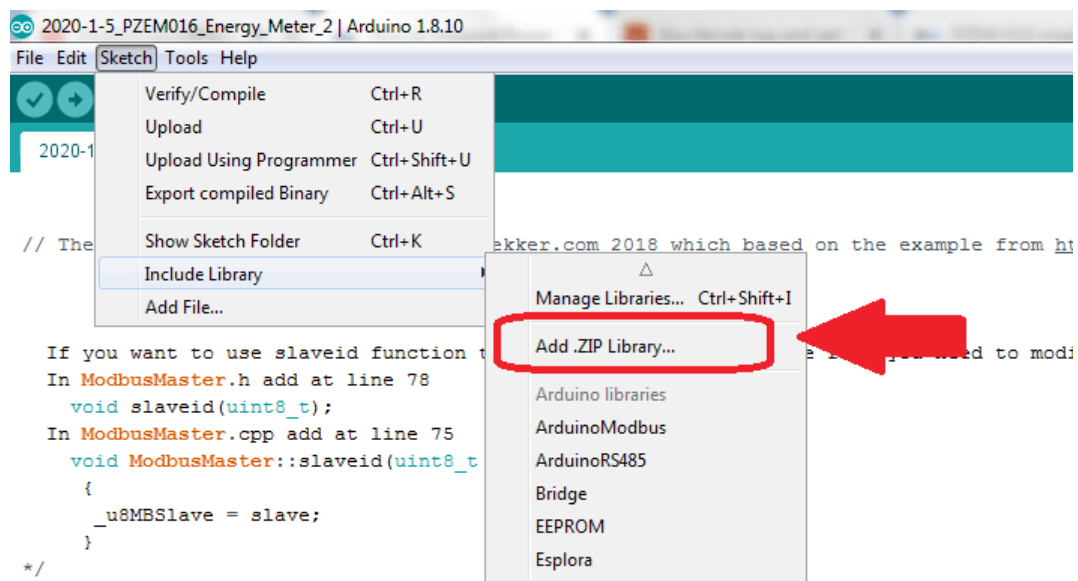 2020-1-5_PZEM016_Energy_Meter_2 | Arduino 1.8.10
File Edit Sketch Tools Help
Verify/Compile Ctrl+R
Upload Ctrl+U
Upload Using Programmer Ctrl+Shift+U
Export compiled Binary Ctrl+Alt+S
Show Sketch Folder Ctrl+K
Include Library
Add File...
2020-1
Manage Libraries... Ctrl+Shift+I
Add .ZIP Library...
Arduino libraries
ArduinoModbus
ArduinoRS485
Bridge
EEPROM
Esplora
// The ekker.com 2018 which based on the example from ht
If you want to use slaveid function t you need to modi
In ModbusMaster.h add at line 78
void slaveid(uint8_t);
In ModbusMaster.cpp add at line 75
void ModbusMaster::slaveid(uint8_t
{
_u8MBSlave = slave;
}
*/